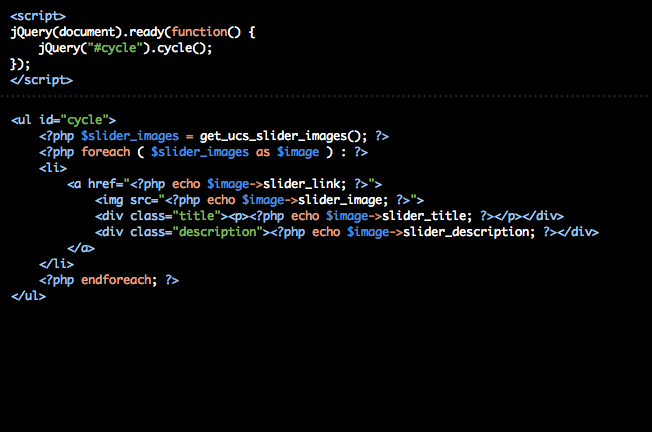 <script>
jQuery(document).ready(function() {
    jQuery("#cycle").cycle();
});
</script>
<ul id="cycle">
    <?php $slider_images = get_ucs_slider_images(); ?>
    <?php foreach ( $slider_images as $image ) : ?>
    <li>
        <a href="<?php echo $image->slider_link; ?>">
            <img src="<?php echo $image->slider_image; ?>">
            <div class="title"><p><?php echo $image->slider_title; ?></p></div>
            <div class="description"><?php echo $image->slider_description; ?></div>
        </a>
    </li>
    <?php endforeach; ?>
</ul>